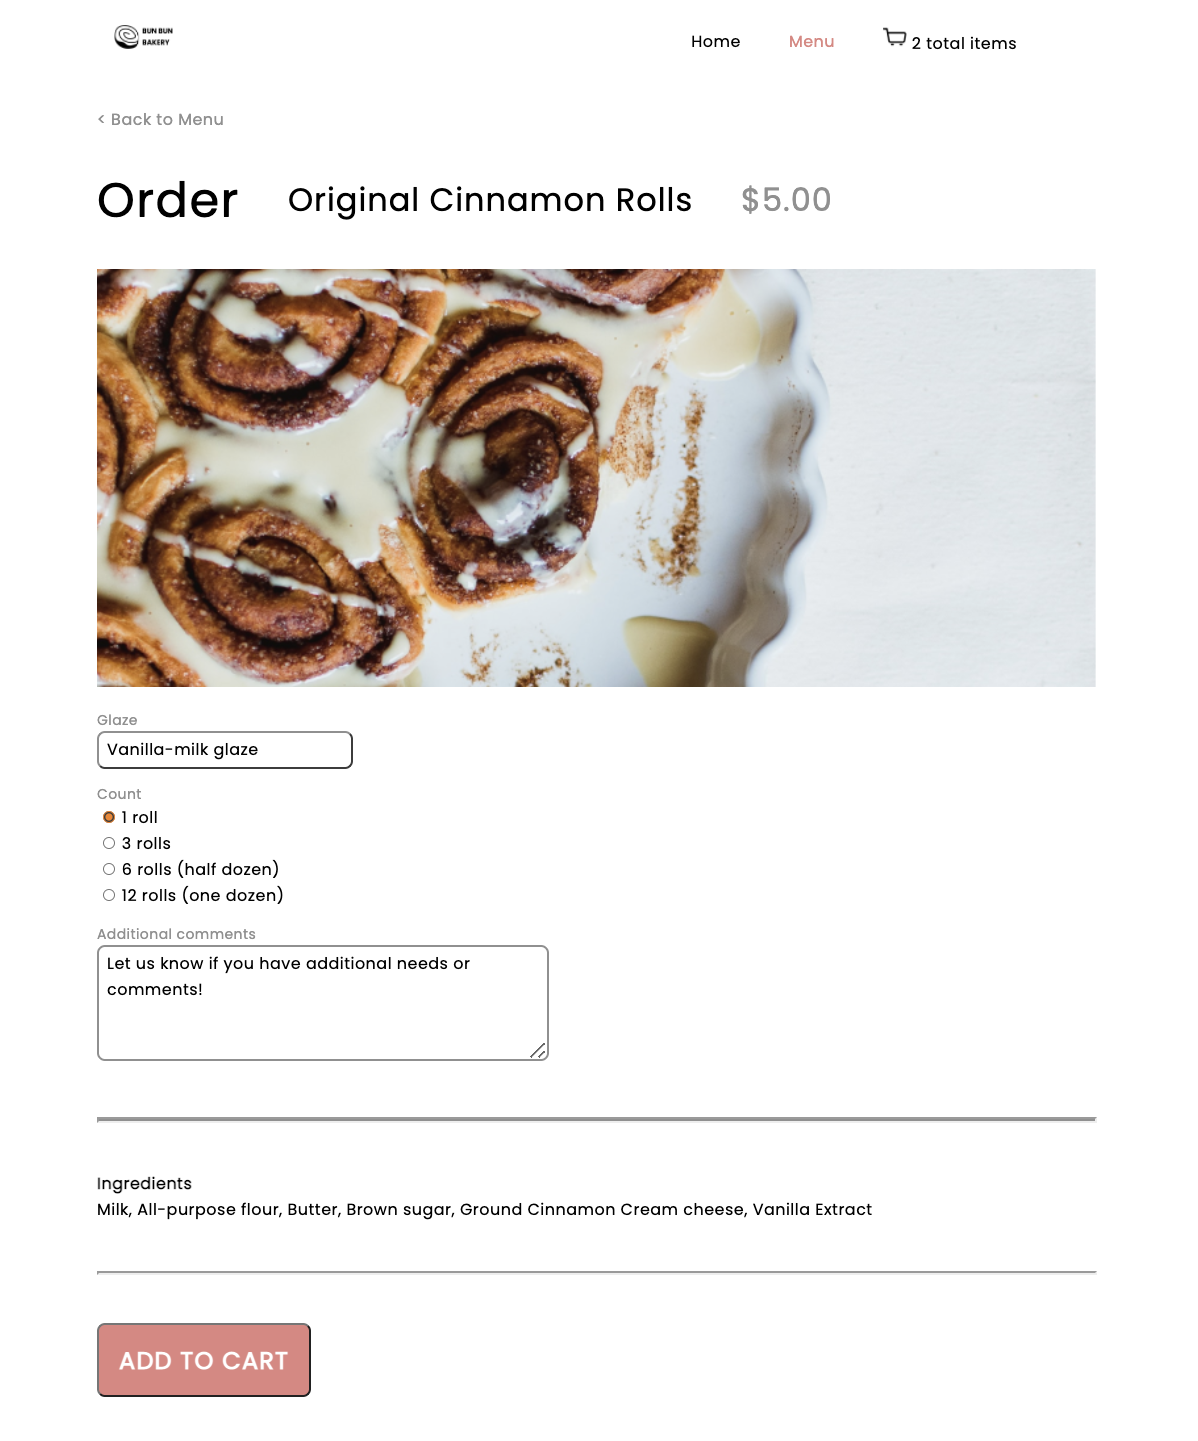 BUN BUN
BAKERY
Home Menu 2 total items
< Back to Menu
Order Original Cinnamon Rolls $5.00
Glaze
Vanilla-milk glaze
Count
1 roll
3 rolls
6 rolls (half dozen)
12 rolls (one dozen)
Additional comments
Let us know if you have additional needs or
comments!
Ingredients
Milk, All-purpose flour, Butter, Brown sugar, Ground Cinnamon Cream cheese, Vanilla Extract
ADD TO CART